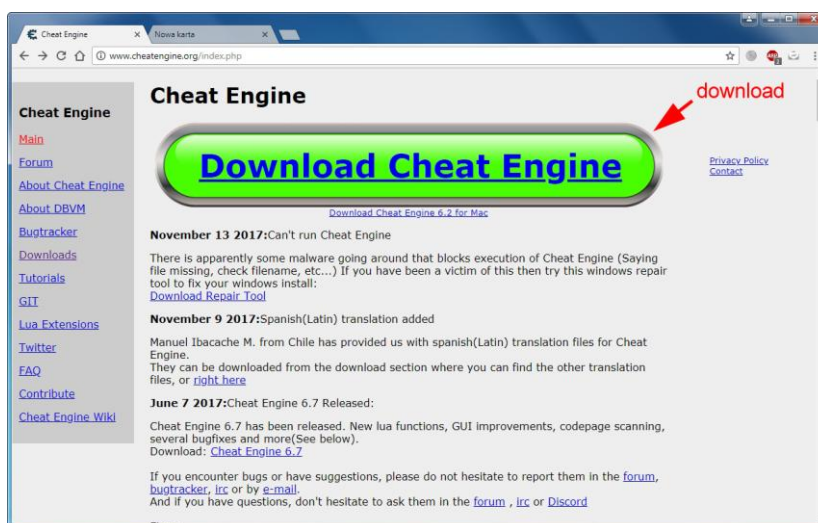 Cheat Engine
Nowa karta
www.cheatengine.org/index.php
Cheat Engine
Main
Forum
About Cheat Engine
About DBVM
Bugtracker
Downloads
Tutorials
GIT
Lua Extensions
Twitter
FAQ
Contribute
Cheat Engine Wiki
Cheat Engine
download
Download Cheat Engine
Download Cheat Engine 6.2 for Mac
Privacy Policy
Contact
November 13 2017:Can't run Cheat Engine
There is apparently some malware going around that blocks execution of Cheat Engine (Saying
file missing, check filename, etc...) If you have been a victim of this then try this windows repair
tool to fix your windows install:
Download Repair Tool
November 9 2017:Spanish(Latin) translation added
Manuel Ibacache M. from Chile has provided us with spanish(Latin) translation files for Cheat
Engine.
They can be downloaded from the download section where you can find the other translation
files, or right here
June 7 2017:Cheat Engine 6.7 Released:
Cheat Engine 6.7 has been released. New lua functions, GUI improvements, codepage scanning,
several bugfixes and more(See below).
Download: Cheat Engine 6.7
If you encounter bugs or have suggestions, please do not hesitate to report them in the forum,
bugtracker, irc or by e-mail.
And if you have questions, don't hesitate to ask them in the forum , irc or Discord